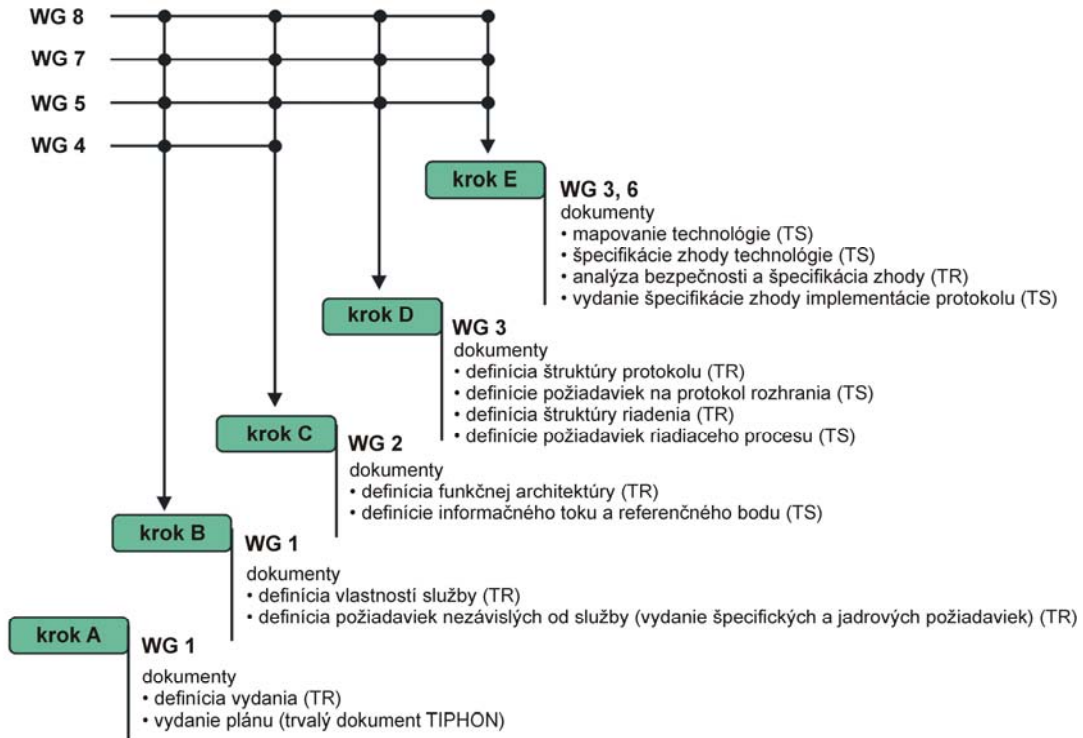 WG 8
WG 7
WG 5
WG 4
krok E
WG 3, 6
dokumenty
• mapovanie technológie (TS)
• špecifikácie zhody technológie (TS)
• analýza bezpečnosti a špecifikácia zhody (TR)
• vydanie špecifikácie zhody implementácie protokolu (TS)
krok D
WG 3
dokumenty
• definícia štruktúry protokolu (TR)
• definície požiadaviek na protokol rozhrania (TS)
• definícia štruktúry riadenia (TR)
• definície požiadaviek riadiaceho procesu (TS)
krok C
WG 2
dokumenty
• definícia funkčnej architektúry (TR)
• definície informačného toku a referenčného bodu (TS)
krok B
WG 1
dokumenty
• definícia vlastností služby (TR)
• definícia požiadaviek nezávislých od služby (vydanie špecifických a jadrových požiadaviek) (TR)
krok A
WG 1
dokumenty
• definícia vydania (TR)
• vydanie plánu (trvalý dokument TIPHON)